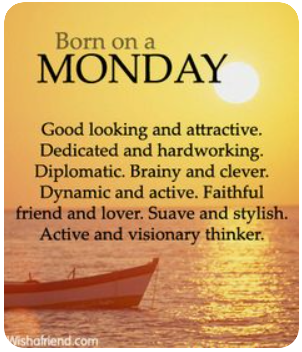 Born on a
MONDAY
Good looking and attractive.
Dedicated and hardworking.
Diplomatic. Brainy and clever.
Dynamic and active. Faithful
friend and lover. Suave and stylish.
Active and visionary thinker.
Wishafriend.com